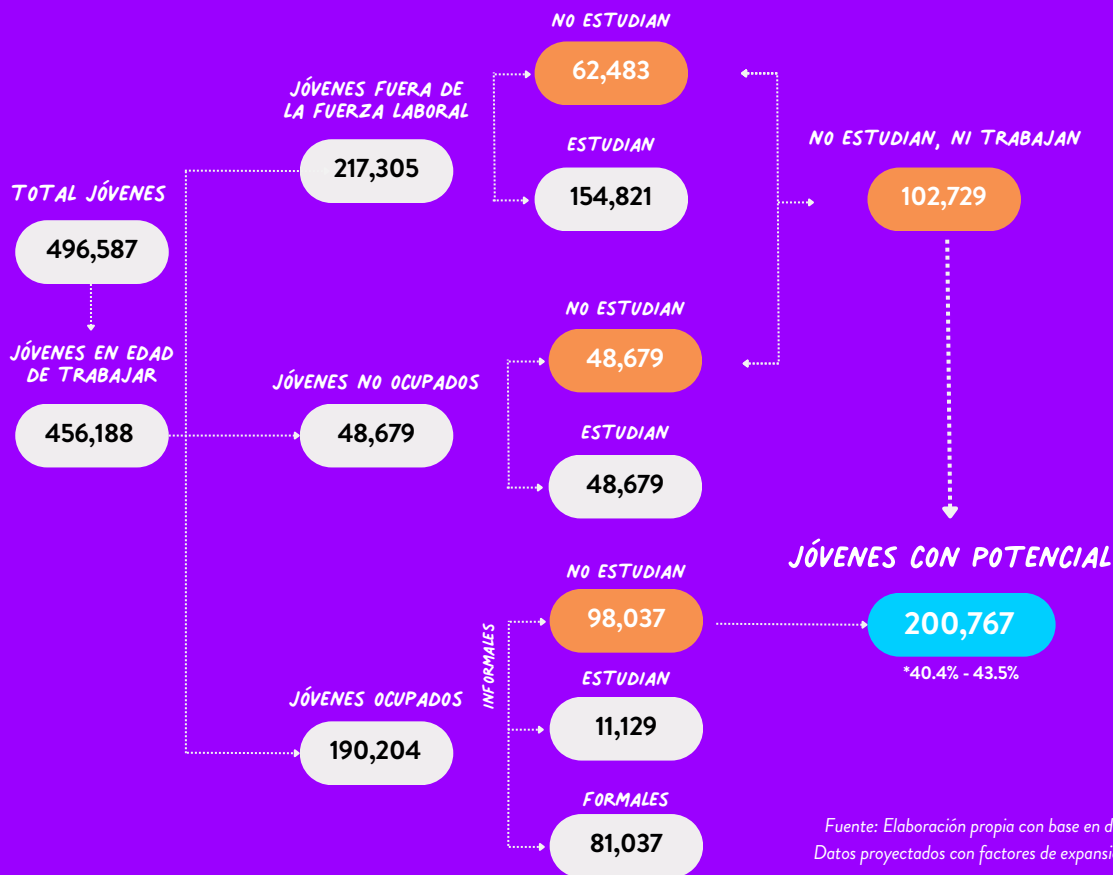 TOTAL JÓVENES
496,587
JÓVENES EN EDAD
DE TRABAJAR
456,188
JÓVENES FUERA DE
LA FUERZA LABORAL
217,305
NO ESTUDIAN
62,483
ESTUDIAN
154,821
JÓVENES NO OCUPADOS
48,679
NO ESTUDIAN
48,679
ESTUDIAN
48,679
JÓVENES OCUPADOS
190,204
INFORMALES
NO ESTUDIAN
98,037
ESTUDIAN
11,129
FORMALES
81,037
NO ESTUDIAN, NI TRABAJAN
102,729
JÓVENES CON POTENCIAL
200,767
*40.4% - 43.5%
Fuente: Elaboración propia con base en
Datos proyectados con factores de